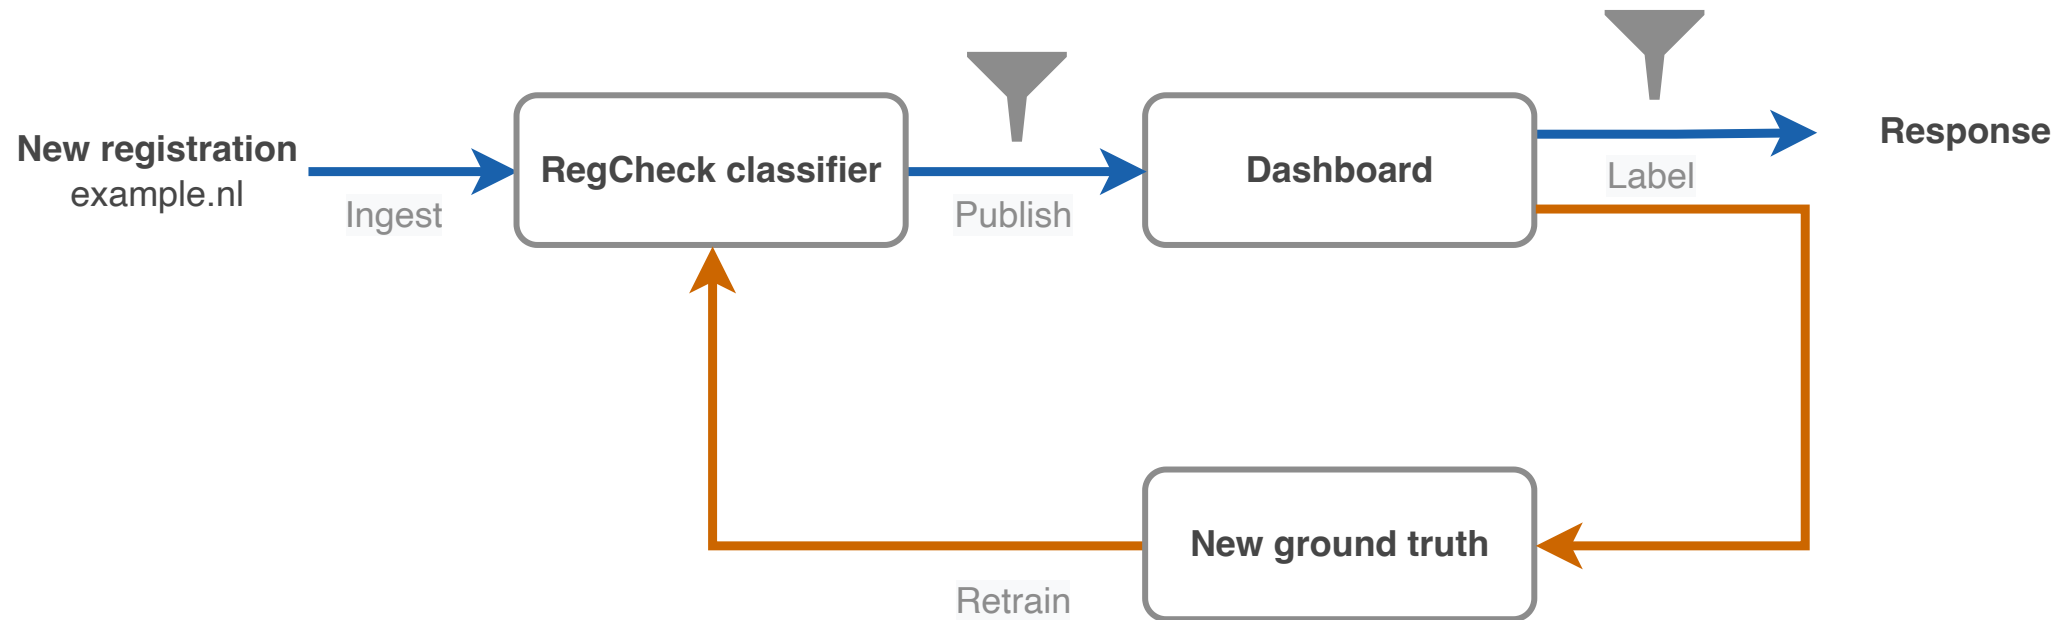 New registration
example.nl
Ingest
RegCheck classifier
Publish
Dashboard
Label
Response
New ground truth
Retrain